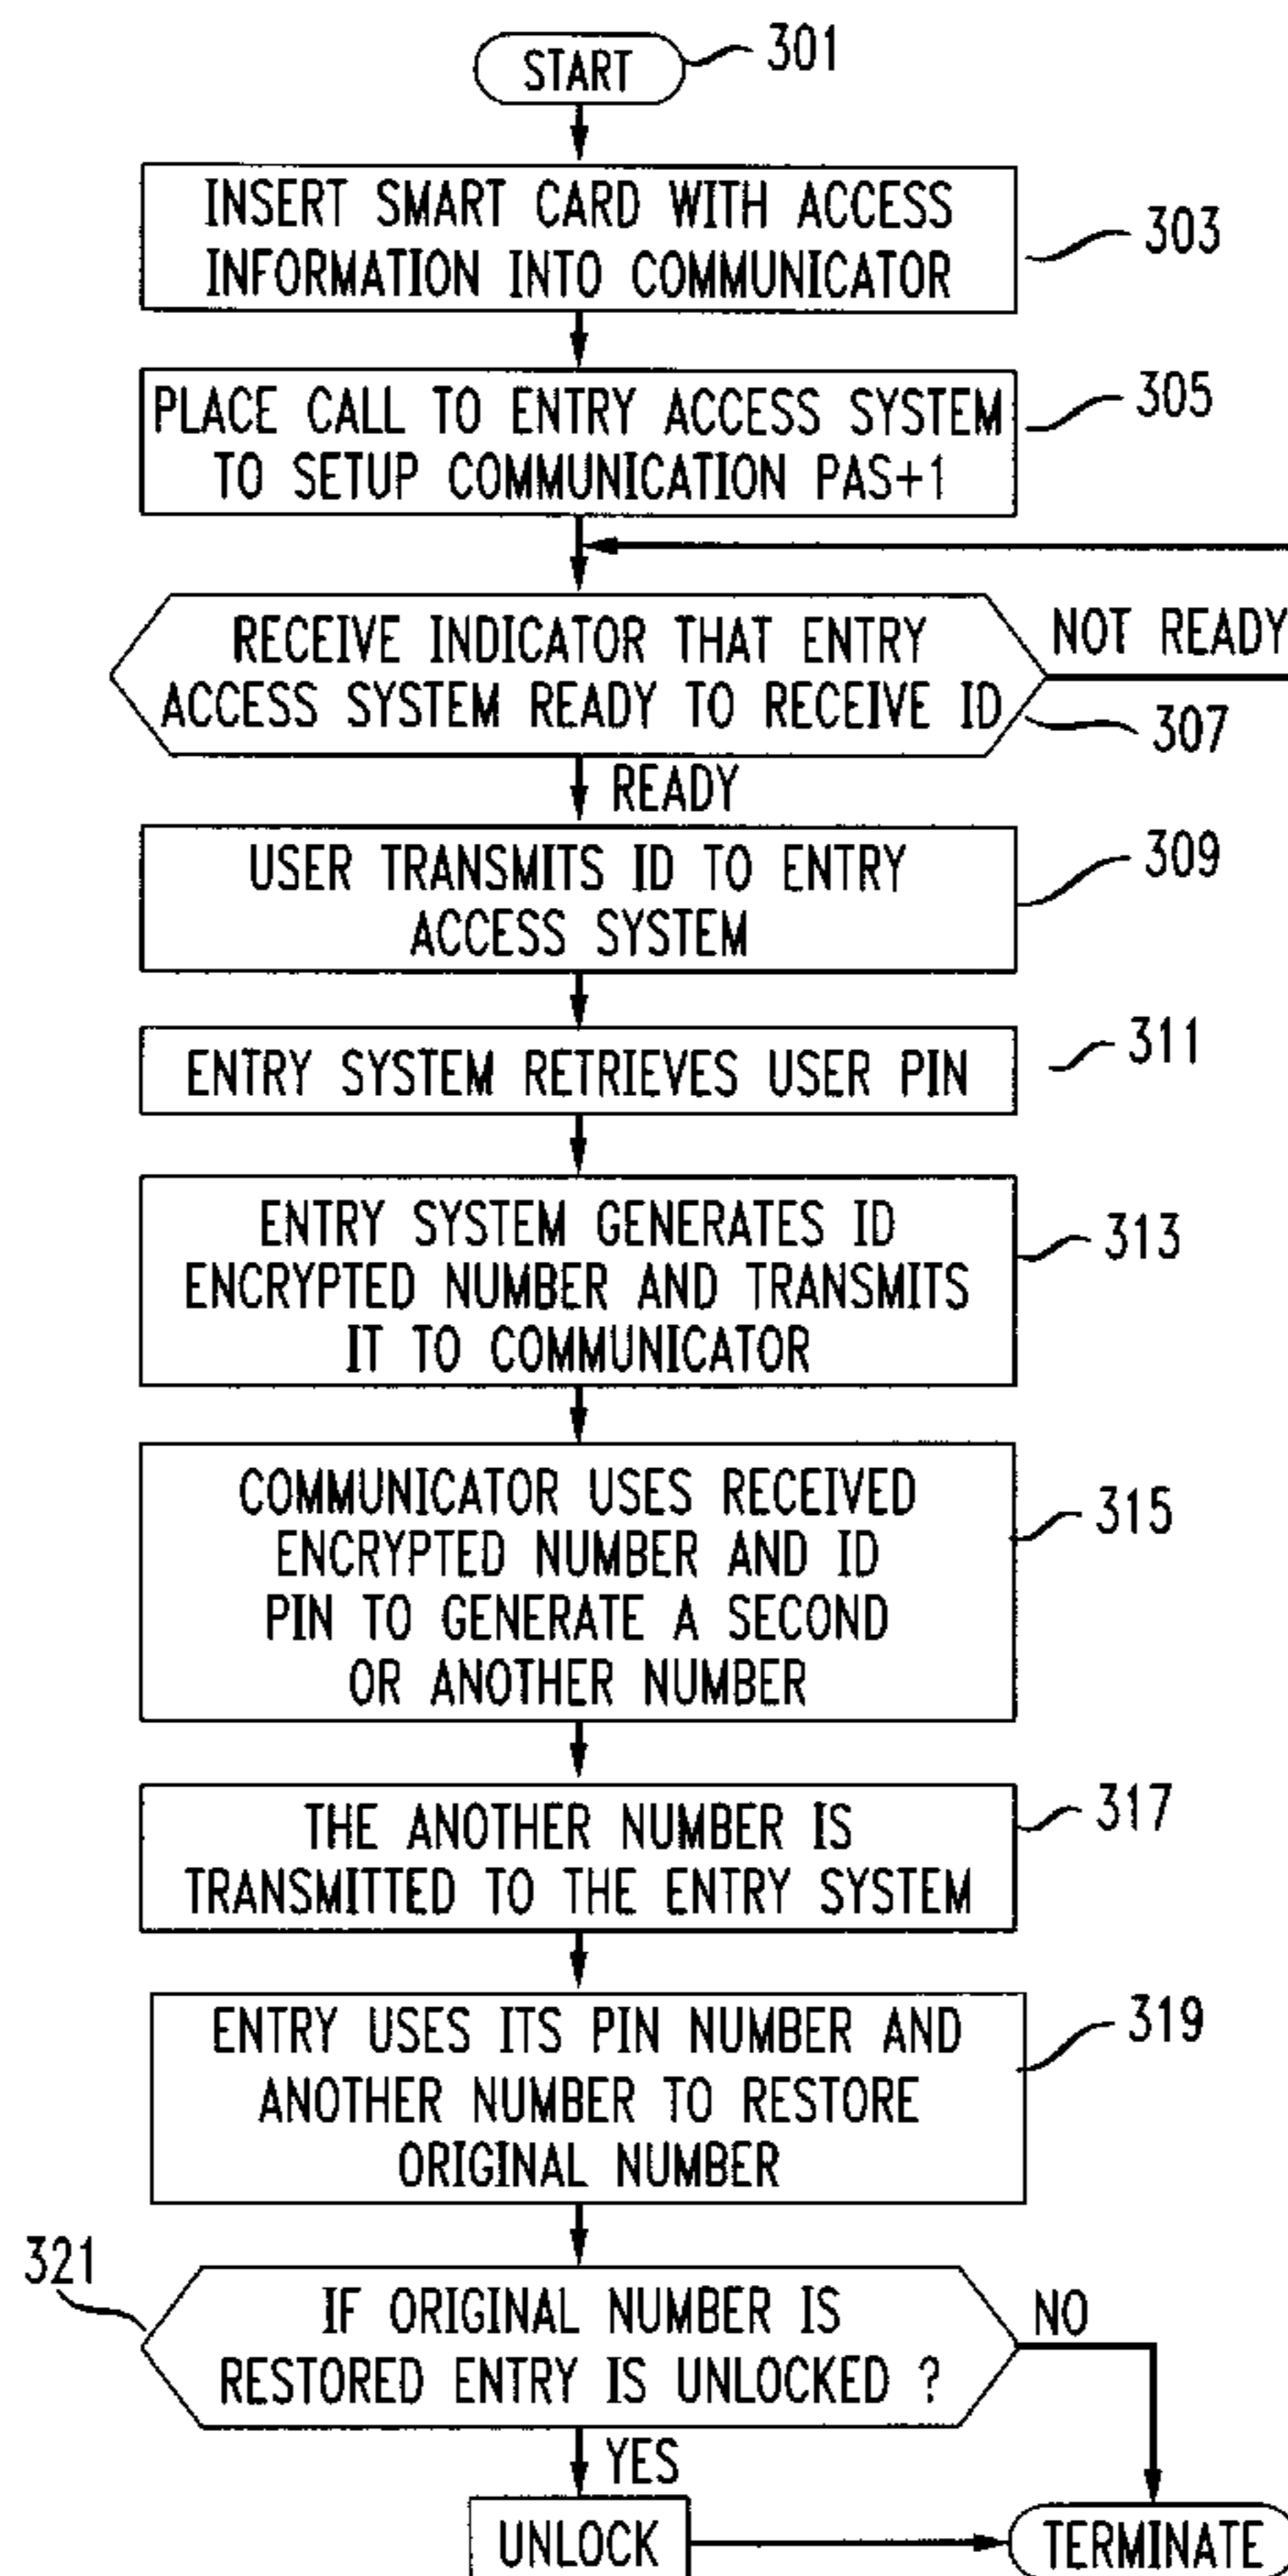 START
301
INSERT SMART CARD WITH ACCESS
INFORMATION INTO COMMUNICATOR
303
PLACE CALL TO ENTRY ACCESS SYSTEM
TO SETUP COMMUNICATION PAS+1
305
RECEIVE INDICATOR THAT ENTRY
ACCESS SYSTEM READY TO RECEIVE ID
NOT READY
307
READY
USER TRANSMITS ID TO ENTRY
ACCESS SYSTEM
309
ENTRY SYSTEM RETRIEVES USER PIN
311
ENTRY SYSTEM GENERATES ID
ENCRYPTED NUMBER AND TRANSMITS
IT TO COMMUNICATOR
313
COMMUNICATOR USES RECEIVED
ENCRYPTED NUMBER AND ID
PIN TO GENERATE A SECOND
OR ANOTHER NUMBER
315
THE ANOTHER NUMBER IS
TRANSMITTED TO THE ENTRY SYSTEM
317
ENTRY USES ITS PIN NUMBER AND
ANOTHER NUMBER TO RESTORE
ORIGINAL NUMBER
319
321
IF ORIGINAL NUMBER IS
RESTORED ENTRY IS UNLOCKED ?
NO
YES
UNLOCK
TERMINATE